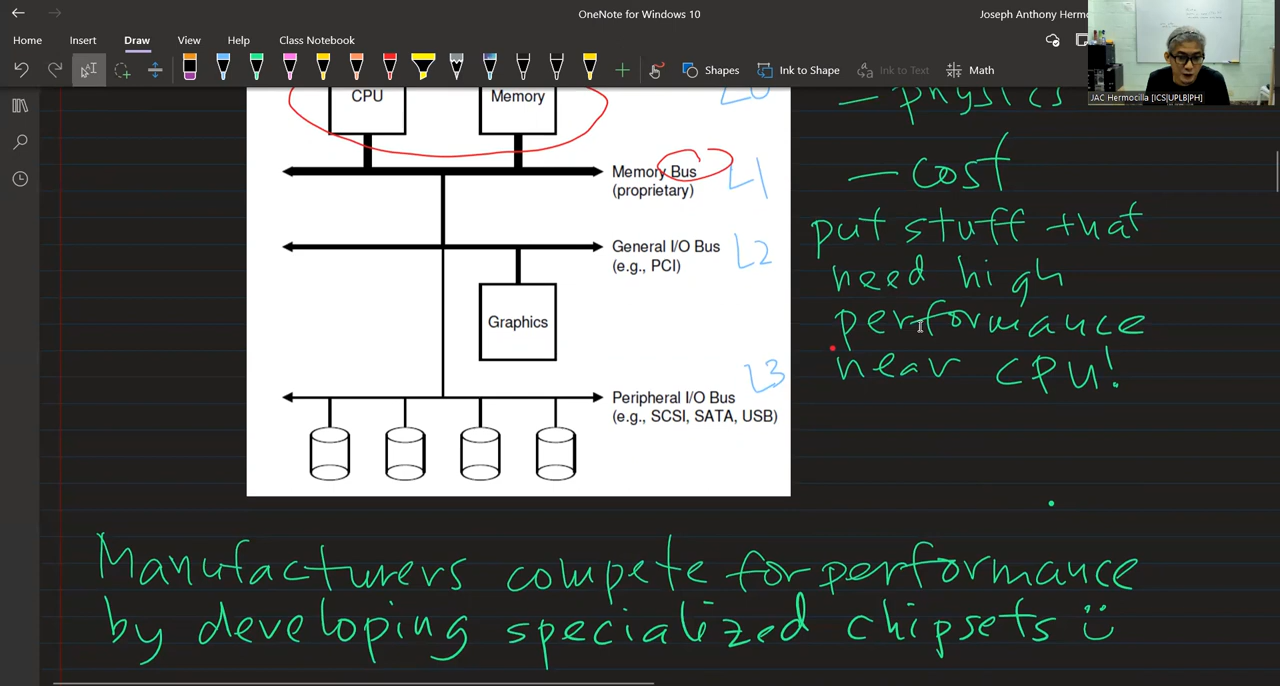 OneNote for Windows 10
Joseph Anthony Hermo
Home
Insert
Draw
View
Help
Class Notebook
Shapes
Ink to Shape
Ink to Text
Math
JAC Hermocilla [ICS|UPLB|PH]
CPU
Memory
L0
Memory Bus
(proprietary)
L1
General I/O Bus
(e.g., PCI)
L2
Graphics
L3
Peripheral I/O Bus
(e.g., SCSI, SATA, USB)
– physics
– cost
put stuff that
need high
performance
near CPU!
Manufacturers compete for performance
by developing specialized chipsets ü